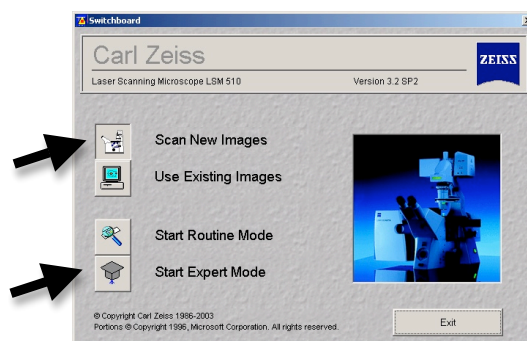 Switchboard
Carl Zeiss
ZEISS
Laser Scanning Microscope LSM 510 Version 3.2 SP2
Scan New Images
Use Existing Images
Start Routine Mode
Start Expert Mode
© Copyright Carl Zeiss 1986-2003
Portions © Copyright 1996, Microsoft Corporation. All rights reserved.
Exit